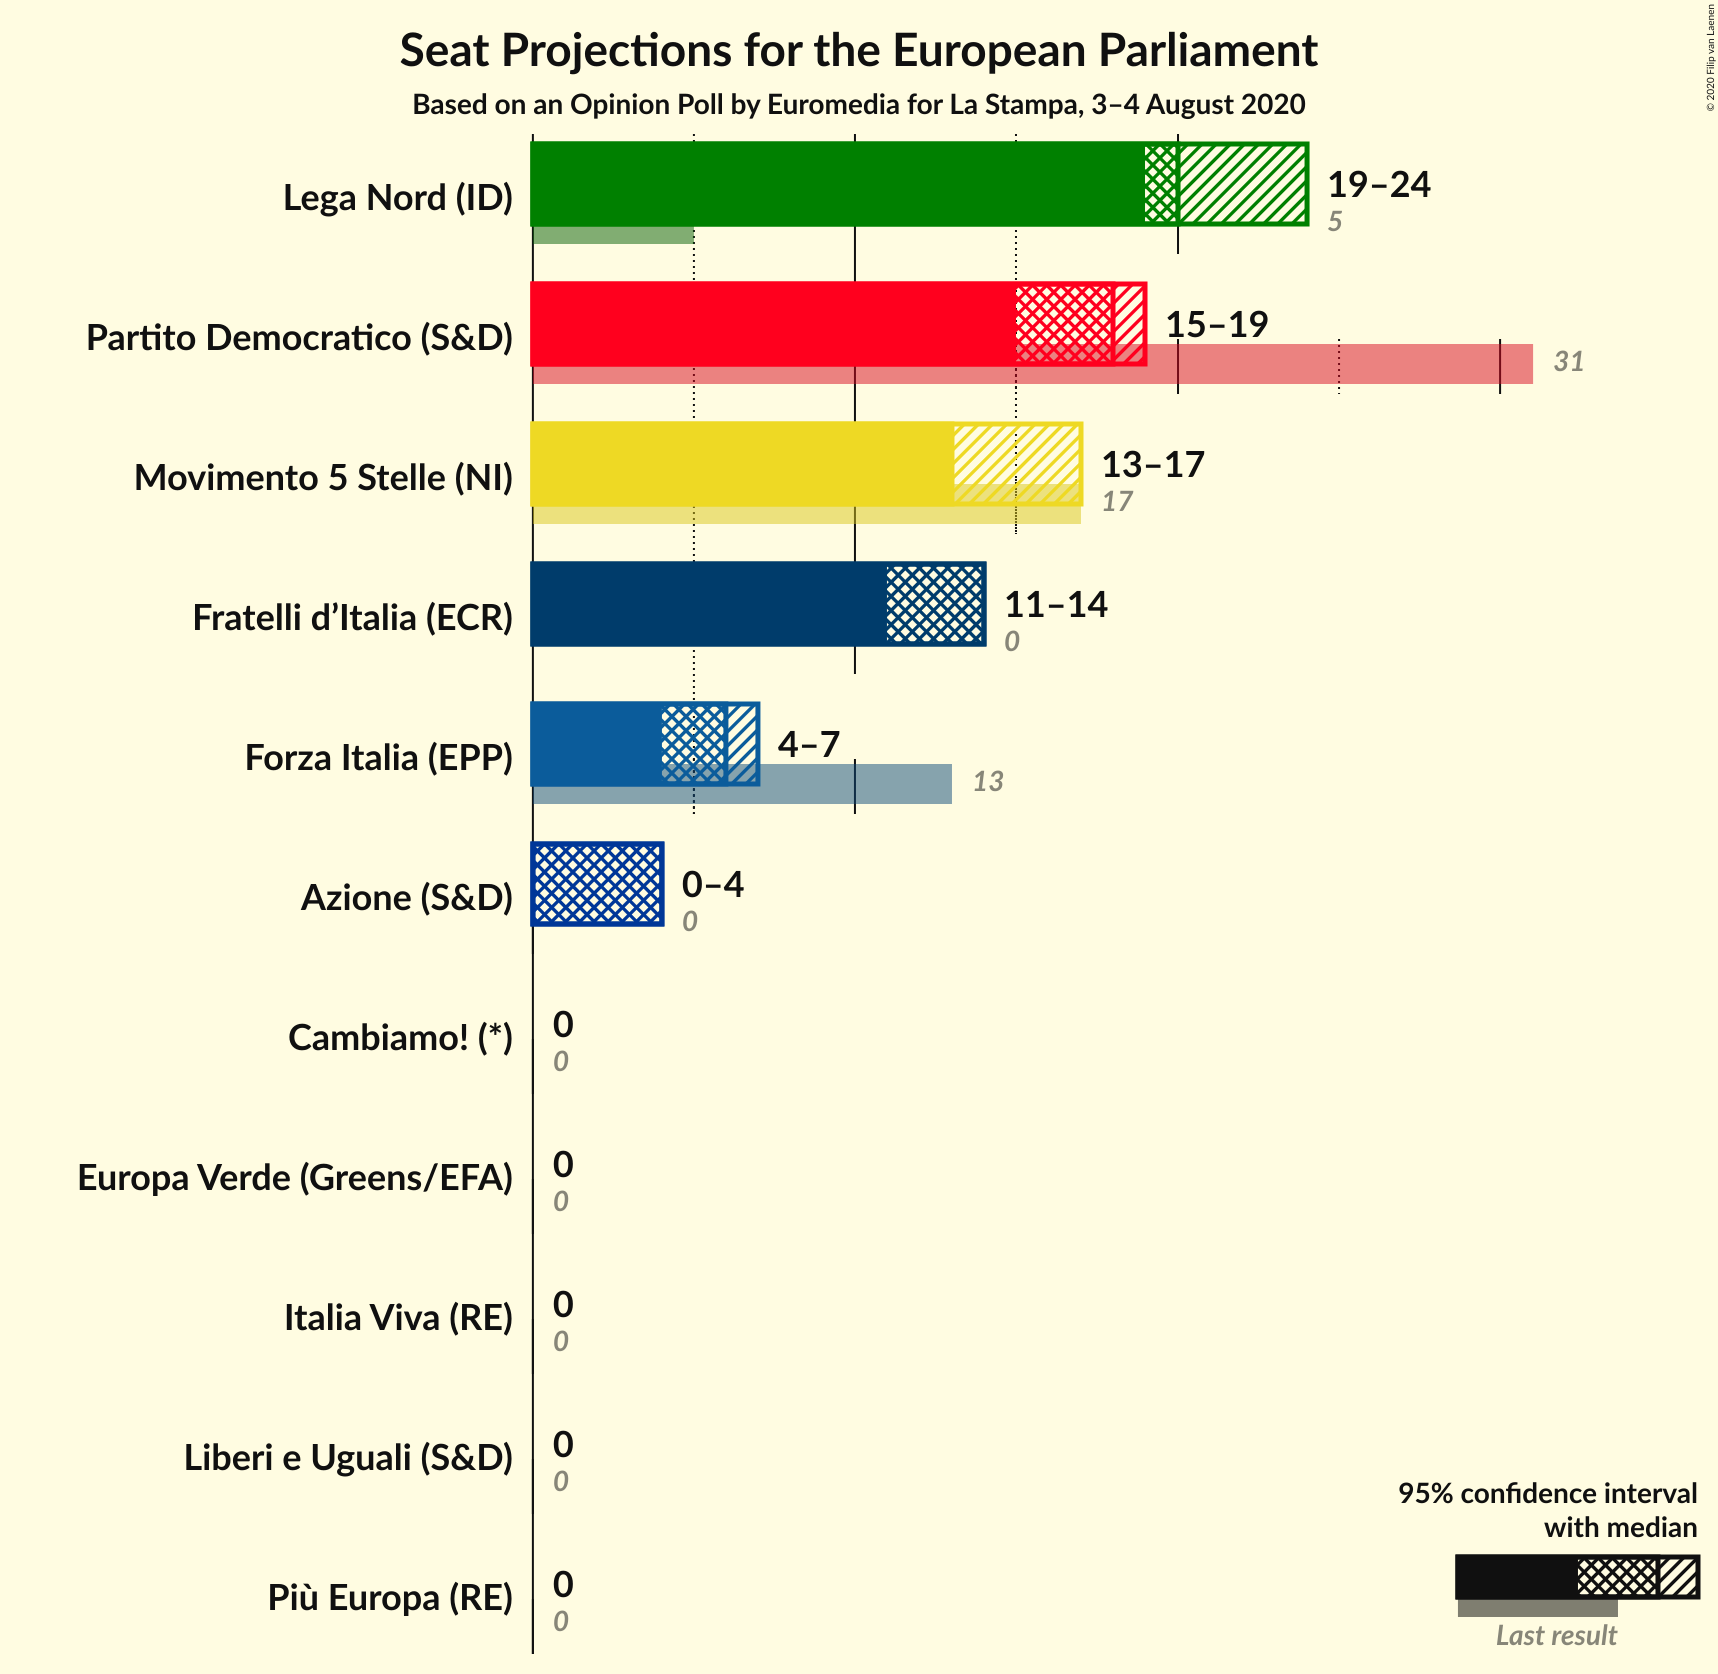 Seat Projections for the European Parliament
Based on an Opinion Poll by Euromedia for La Stampa, 3–4 August 2020
© 2020 Filip van Laenen
Lega Nord (ID)
19–24
5
Partito Democratico (S&D)
15–19
31
Movimento 5 Stelle (NI)
13–17
17
Fratelli d’Italia (ECR)
11–14
0
Forza Italia (EPP)
4–7
13
Azione (S&D)
0–4
0
Cambiamo! (*)
0
0
Europa Verde (Greens/EFA)
0
0
Italia Viva (RE)
0
0
Liberi e Uguali (S&D)
0
0
Più Europa (RE)
0
0
95% confidence interval
with median
Last result